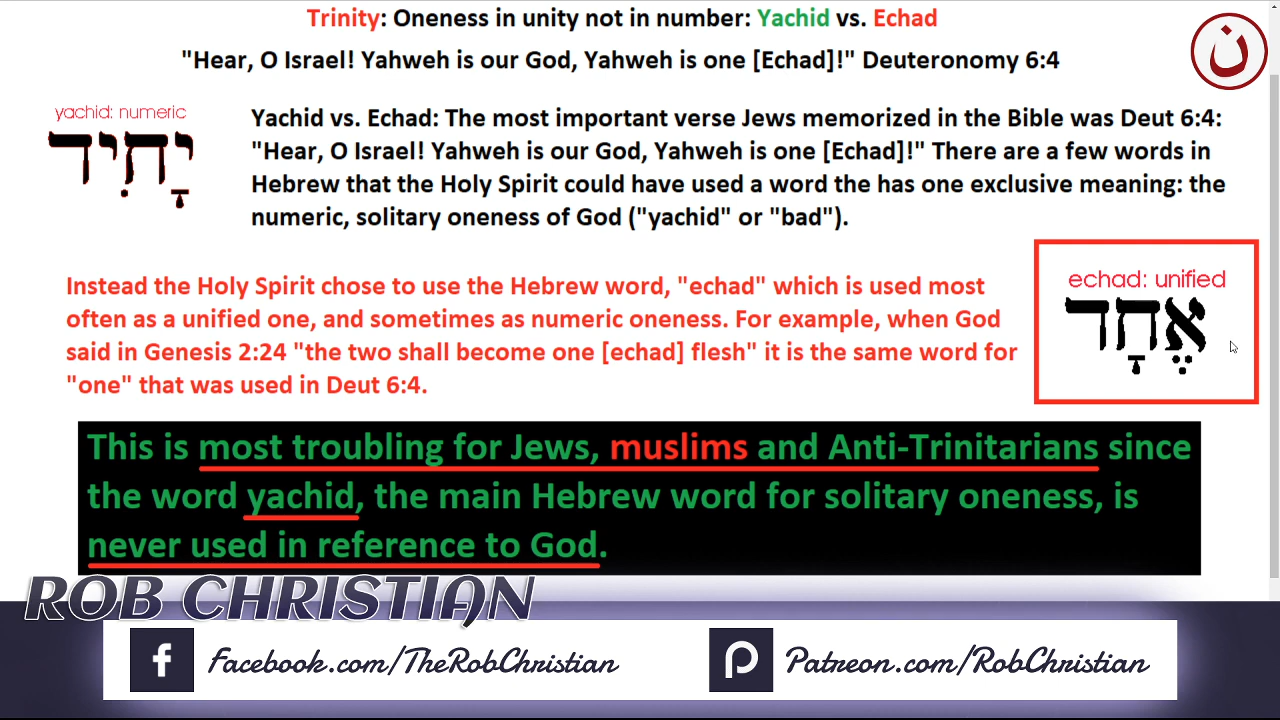 Trinity: Oneness in unity not in number: Yachid vs. Echad
"Hear, O Israel! Yahweh is our God, Yahweh is one [Echad]!" Deuteronomy 6:4
ن
yachid: numeric
יָחִיד
Yachid vs. Echad: The most important verse Jews memorized in the Bible was Deut 6:4:
"Hear, O Israel! Yahweh is our God, Yahweh is one [Echad]!" There are a few words in
Hebrew that the Holy Spirit could have used a word the has one exclusive meaning: the
numeric, solitary oneness of God ("yachid" or "bad").
Instead the Holy Spirit chose to use the Hebrew word, "echad" which is used most
often as a unified one, and sometimes as numeric oneness. For example, when God
said in Genesis 2:24 "the two shall become one [echad] flesh" it is the same word for
"one" that was used in Deut 6:4.
echad: unified
אֶחָד
This is most troubling for Jews, muslims and Anti-Trinitarians since
the word yachid, the main Hebrew word for solitary oneness, is
never used in reference to God.
ROB CHRISTIAN
Facebook.com/TheRobChristian
Patreon.com/RobChristian